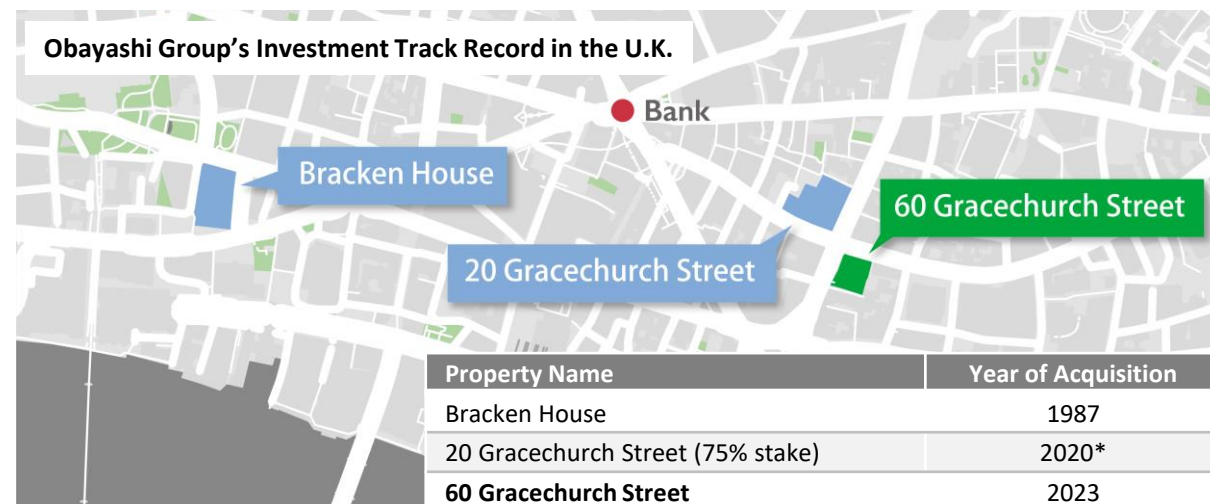 Obayashi Group's Investment Track Record in the U.K.
Bank
Bracken House
60 Gracechurch Street
20 Gracechurch Street
Property Name Year of Acquisition
Bracken House 1987
20 Gracechurch Street (75% stake) 2020*
60 Gracechurch Street 2023